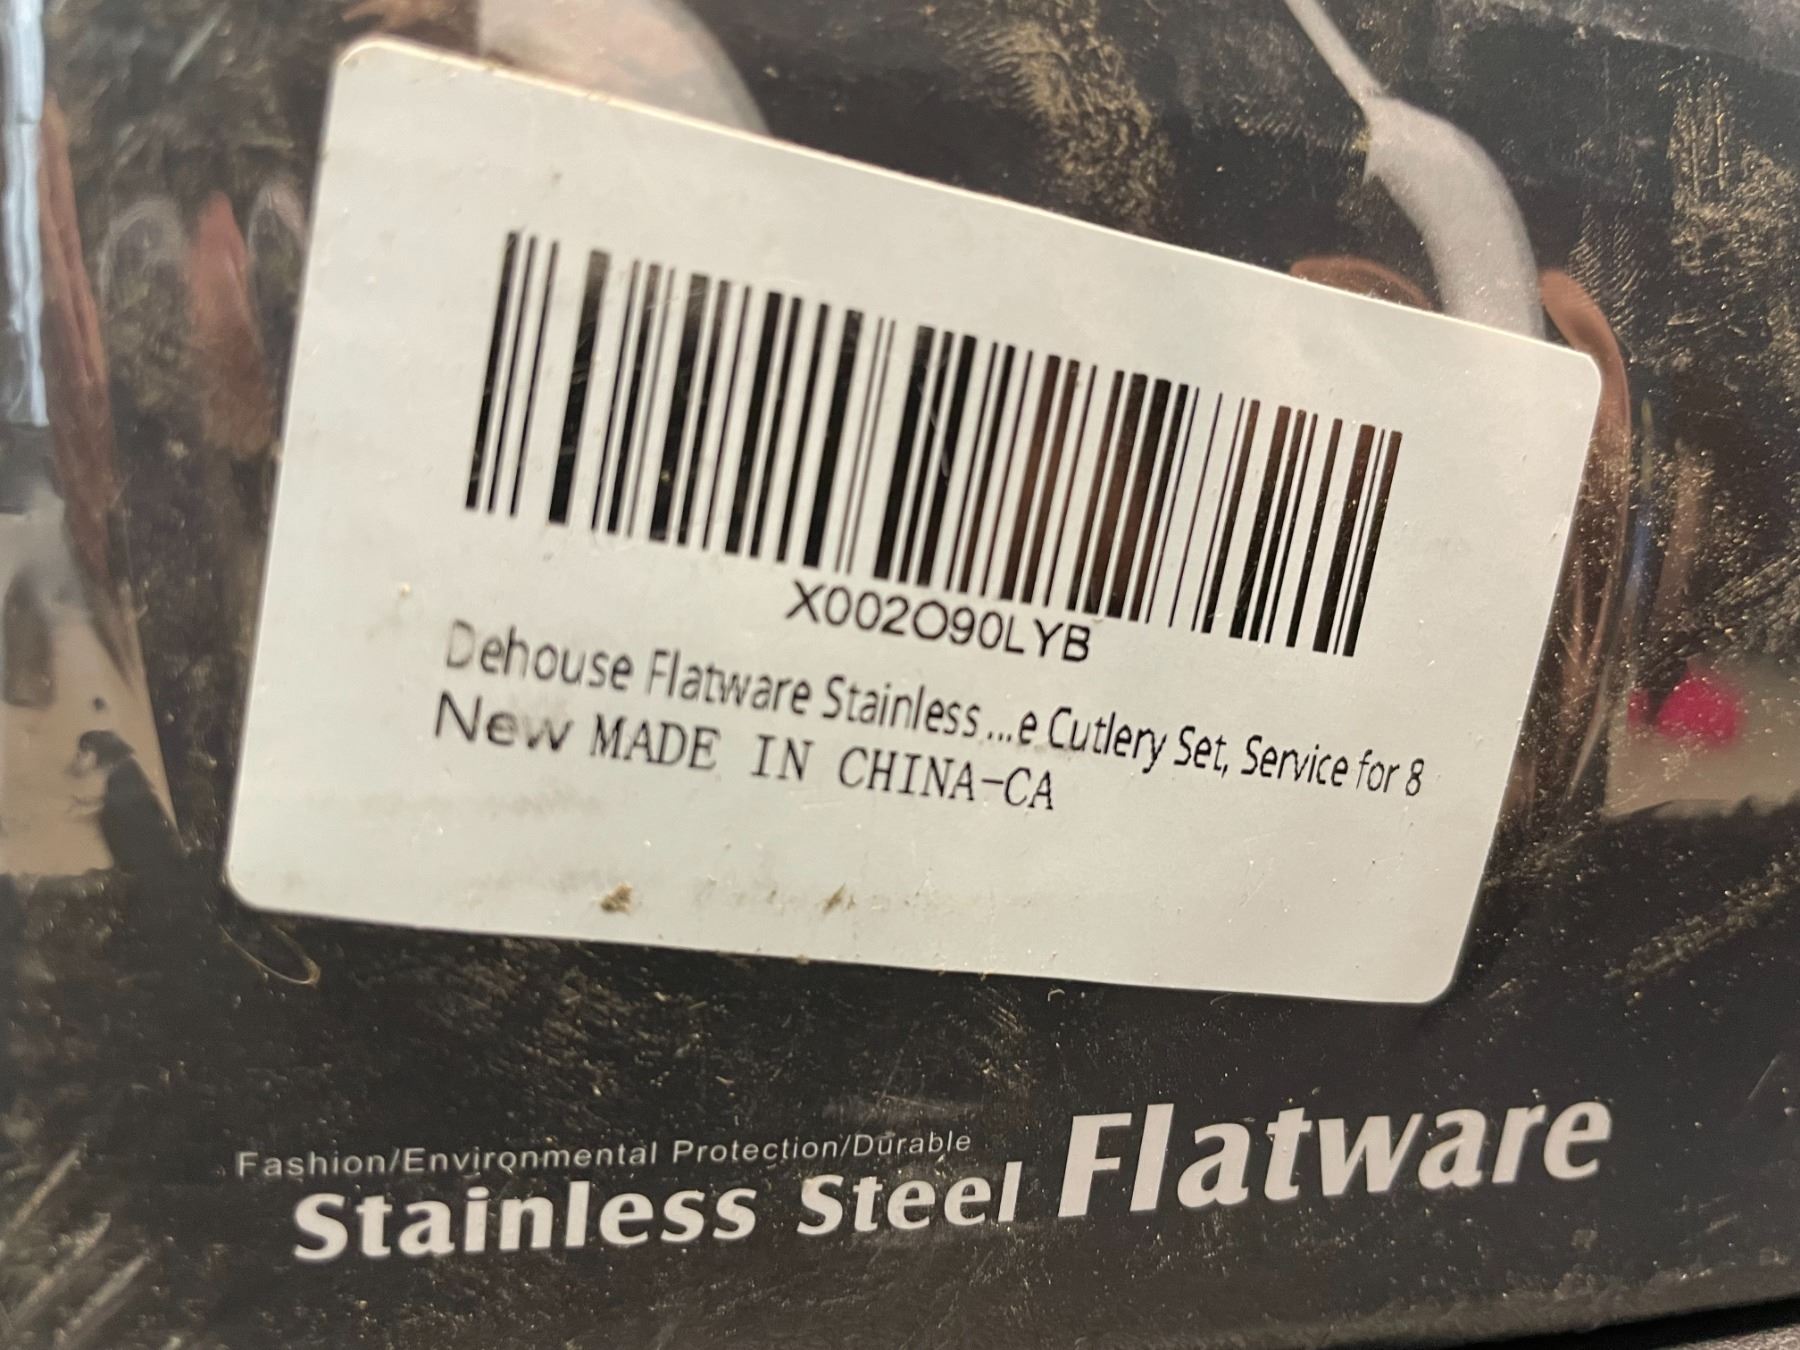 X002O90LYB
Dehouse Flatware Stainless...e Cutlery Set, Service for 8
New MADE IN CHINA-CA
Fashion/Environmental Protection/Durable
Stainless Steel Flatware